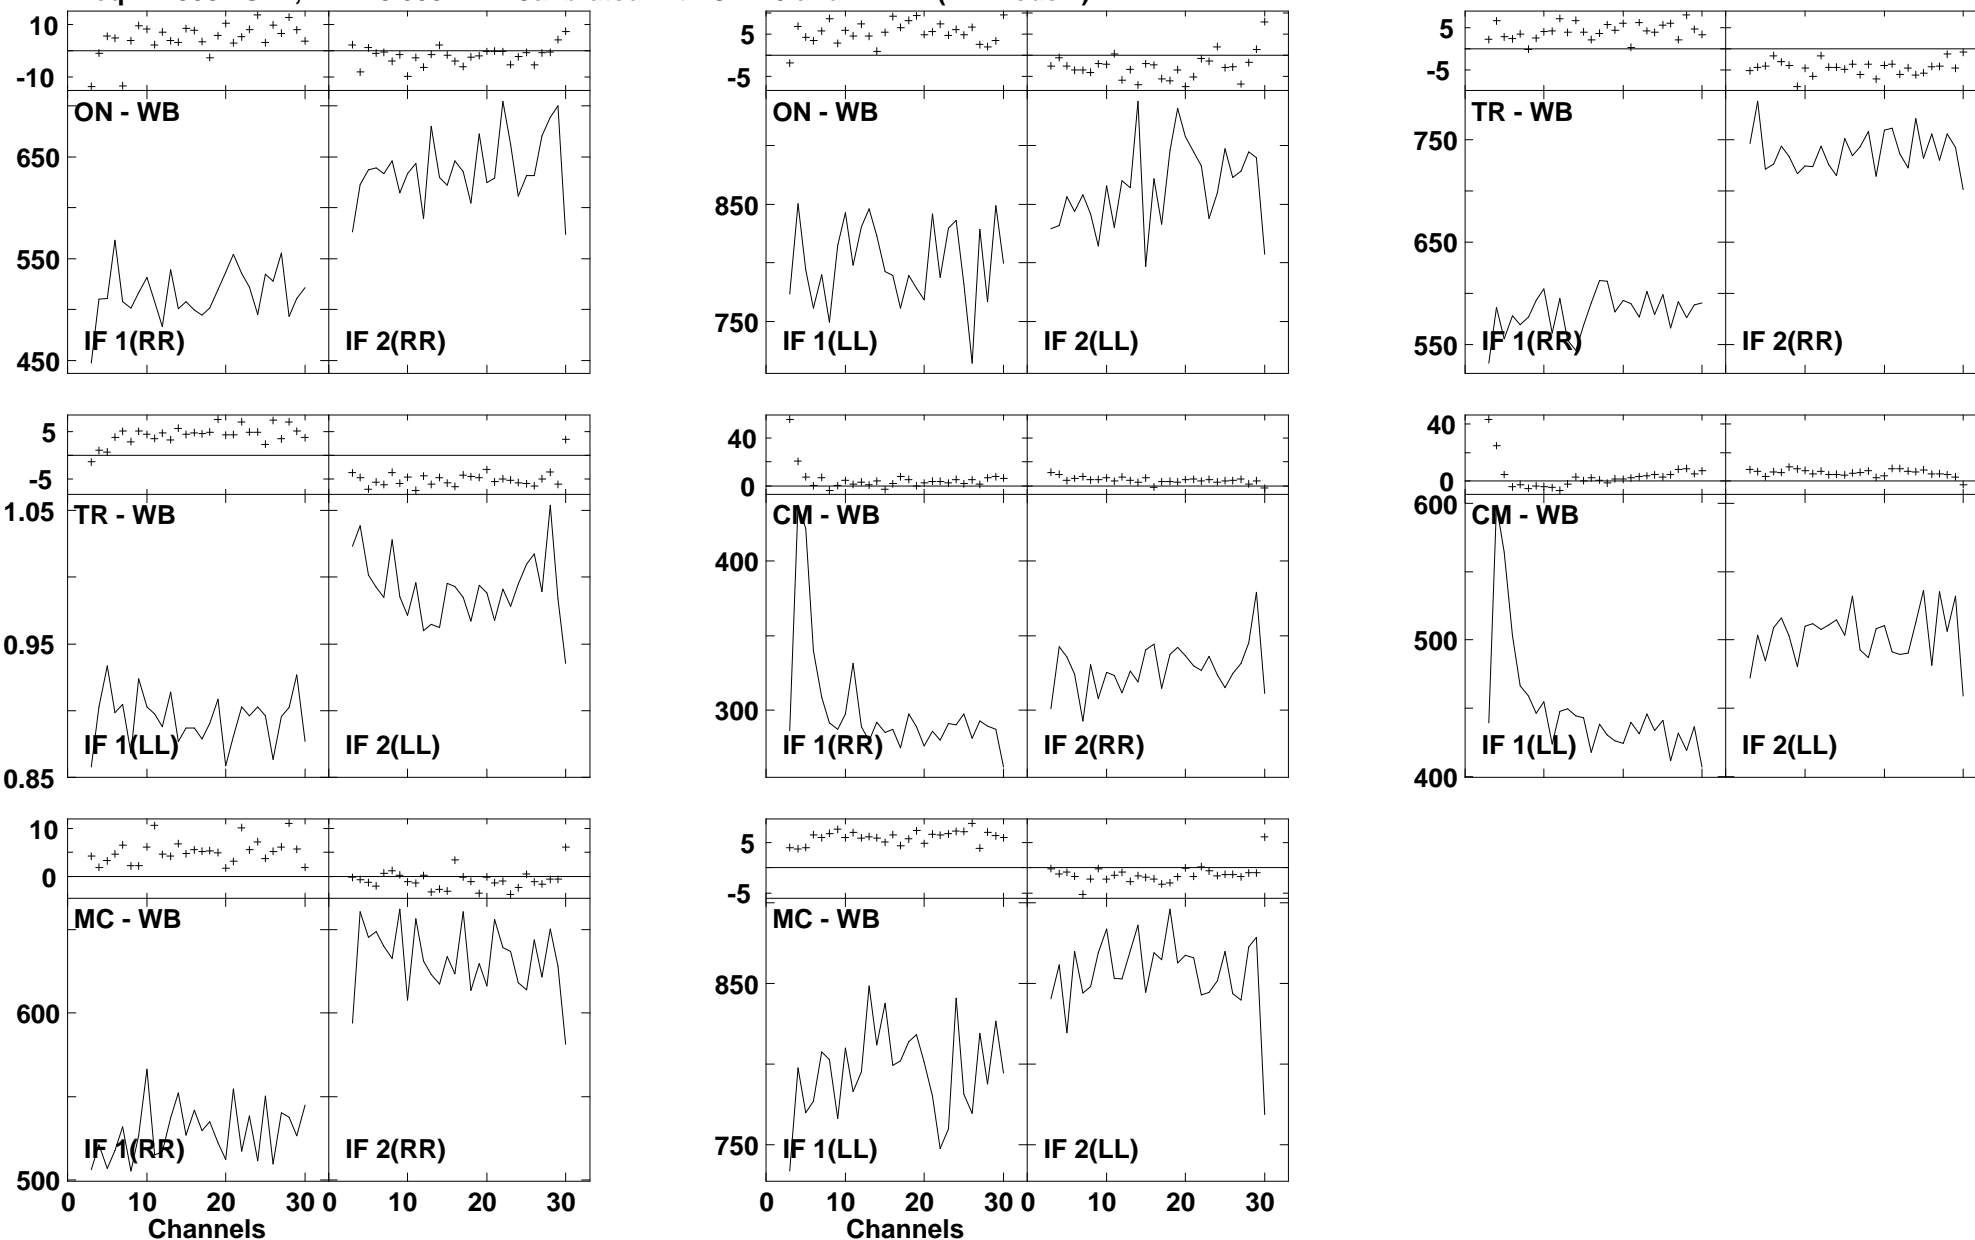 10
-10
ON - WB
650
550
450
IF 1(RR)
IF 2(RR)
5
-5
ON - WB
850
750
IF 1(LL)
IF 2(LL)
5
-5
TR - WB
750
650
550
IF 1(RR)
IF 2(RR)
5
-5
TR - WB
1.05
0.95
0.85
IF 1(LL)
IF 2(LL)
40
0
CM - WB
400
300
IF 1(RR)
IF 2(RR)
40
0
CM - WB
600
500
400
IF 1(LL)
IF 2(LL)
10
0
MC - WB
600
500
IF 1(RR)
IF 2(RR)
0 10 20 30 0 10 20 30
Channels
5
-5
MC - WB
850
750
IF 1(LL)
IF 2(LL)
0 10 20 30 0 10 20 30
Channels